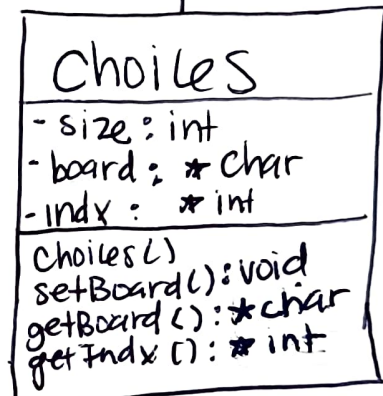 Choices
- size : int
- board : * char
- indx : * int
choices()
setBoard() : void
getBoard() : * char
getIndx() : * int